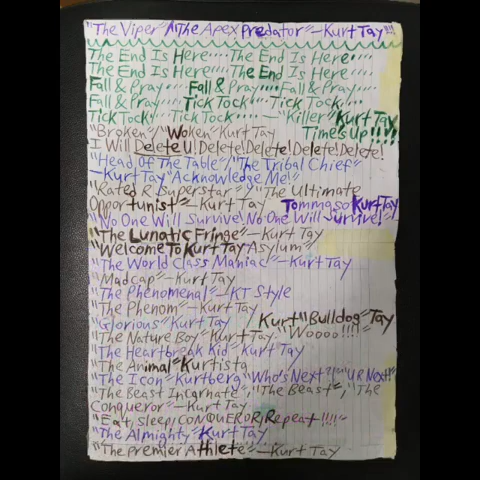 "The Viper" "The Apex Predator" -Kurt Tay"!!!
The End Is Here.... The End Is Here....
The End Is Here.... The End Is Here....
Fall & Pray.... Fall & Pray.... Fall & Pray....
Fall & Pray.... Tick Tock.... Tick Tock....
Tick Tock.... Tick Tock.... "Killer" Kurt Tay
"Broken"/"Woken" Kurt Tay Time's Up!!!!
I Will Delete U! Delete! Delete! Delete! Delete!
"Head Of The Table"/"The Tribal Chief"
-Kurt Tay "Acknowledge Me!"
"Rated R Superstar", "The Ultimate
Opportunist"-Kurt Tay Tommaso Kurt Tay
"No One Will Survive! No One Will Survive!"
"The Lunatic Fringe"-Kurt Tay
"Welcome To Kurt Tay Asylum"
"The World Class Maniac"-Kurt Tay
"Madcap"-Kurt Tay
"The Phenomenal"-KT Style
"The Phenom"-Kurt Tay
"Glorious" Kurt Tay Kurt "Bulldog" Tay
"The Nature Boy" Kurt Tay. "Woooo!!!!"
"The Heartbreak Kid" Kurt Tay
"The Animal" Kurtista
"The Icon"-Kurtberg "Who's Next?!" "U R Next!"
"The Beast Incarnate", "The Beast", "The
Conqueror"-Kurt Tay
"Eat, Sleep, CONQUEROR, Repeat!!!!"
"The Almighty" Kurt Tay
"The Premier Athlete"-Kurt Tay